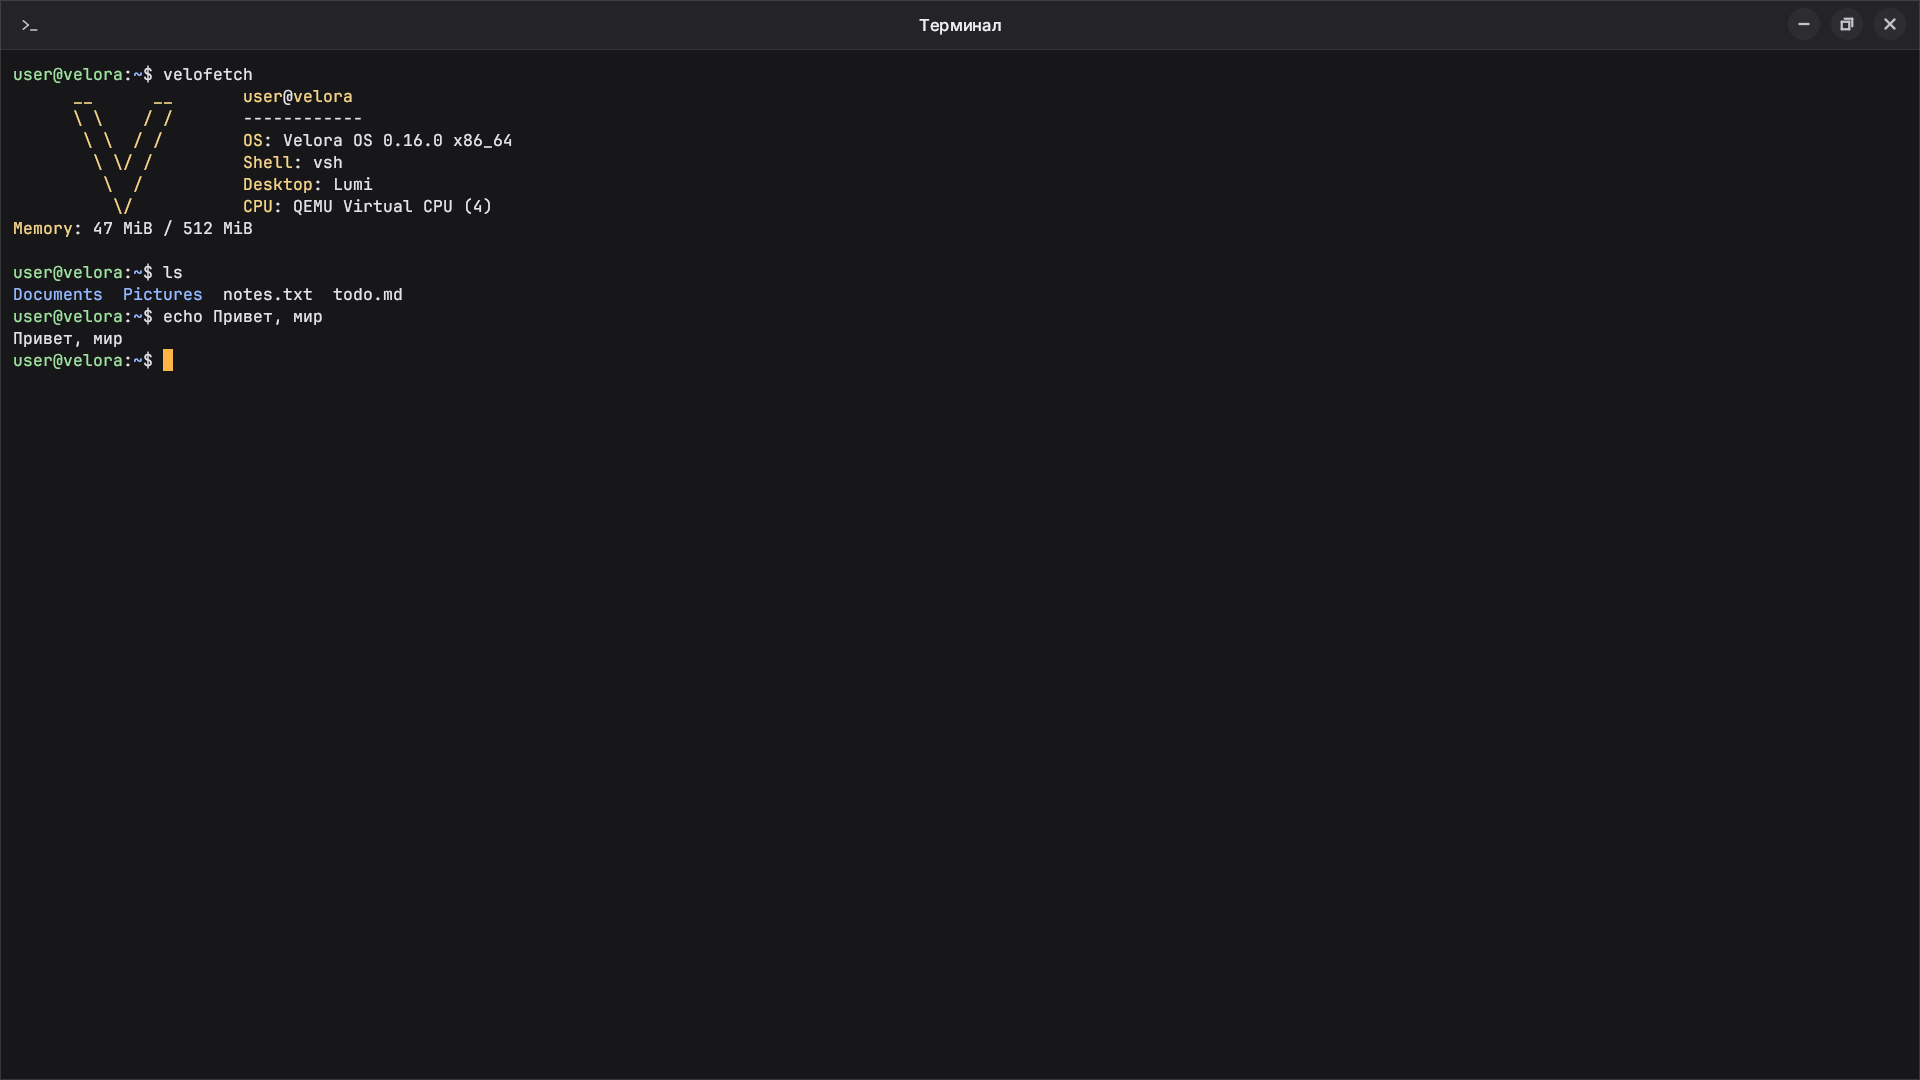 >_ Терминал
user@velora:~$ velofetch
__      __       user@velora
\ \    / /       ------------
\ \  / /        OS: Velora OS 0.16.0 x86_64
\ \/ /         Shell: vsh
\  /          Desktop: Lumi
\/           CPU: QEMU Virtual CPU (4)
Memory: 47 MiB / 512 MiB
user@velora:~$ ls
Documents  Pictures  notes.txt  todo.md
user@velora:~$ echo Привет, мир
Привет, мир
user@velora:~$